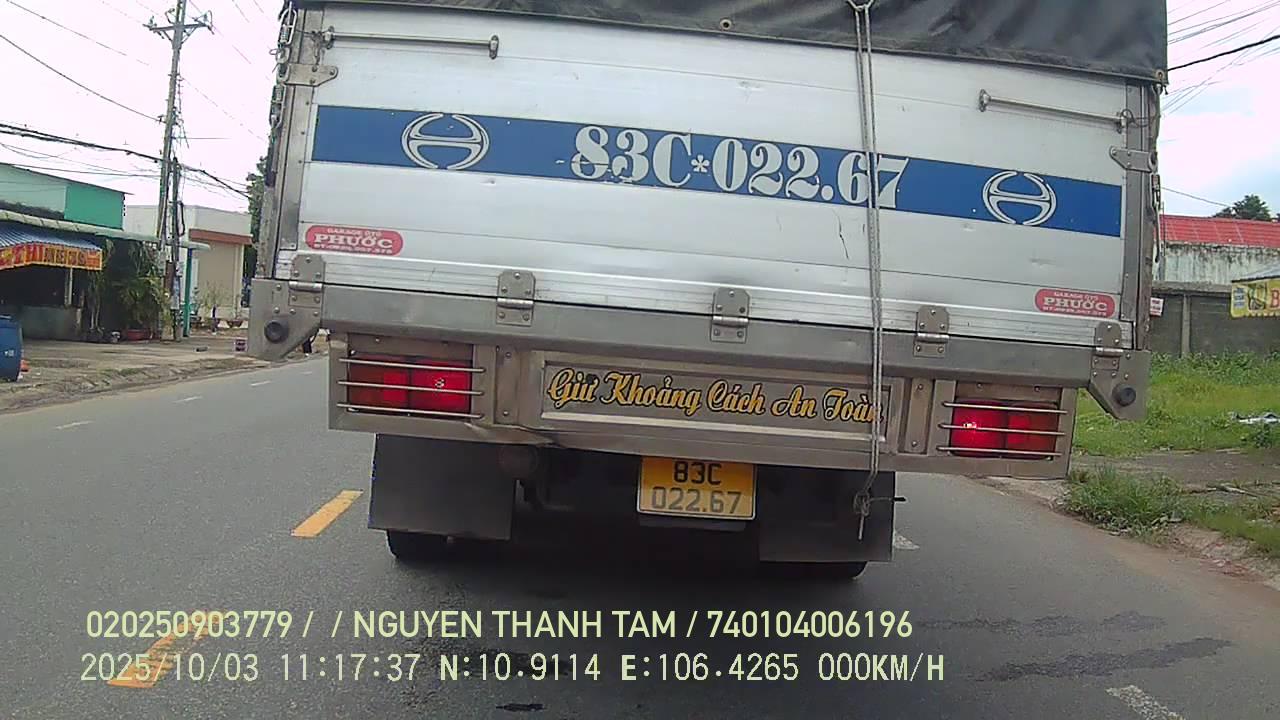 83C*022.67
GARAGE ÔTÔ
PHƯỚC
GARAGE ÔTÔ
PHƯỚC
Giữ Khoảng Cách An Toàn
83C
022.67
020250903779 / / NGUYEN THANH TAM / 740104006196
2025/10/03 11:17:37 N:10.9114 E:106.4265 000KM/H